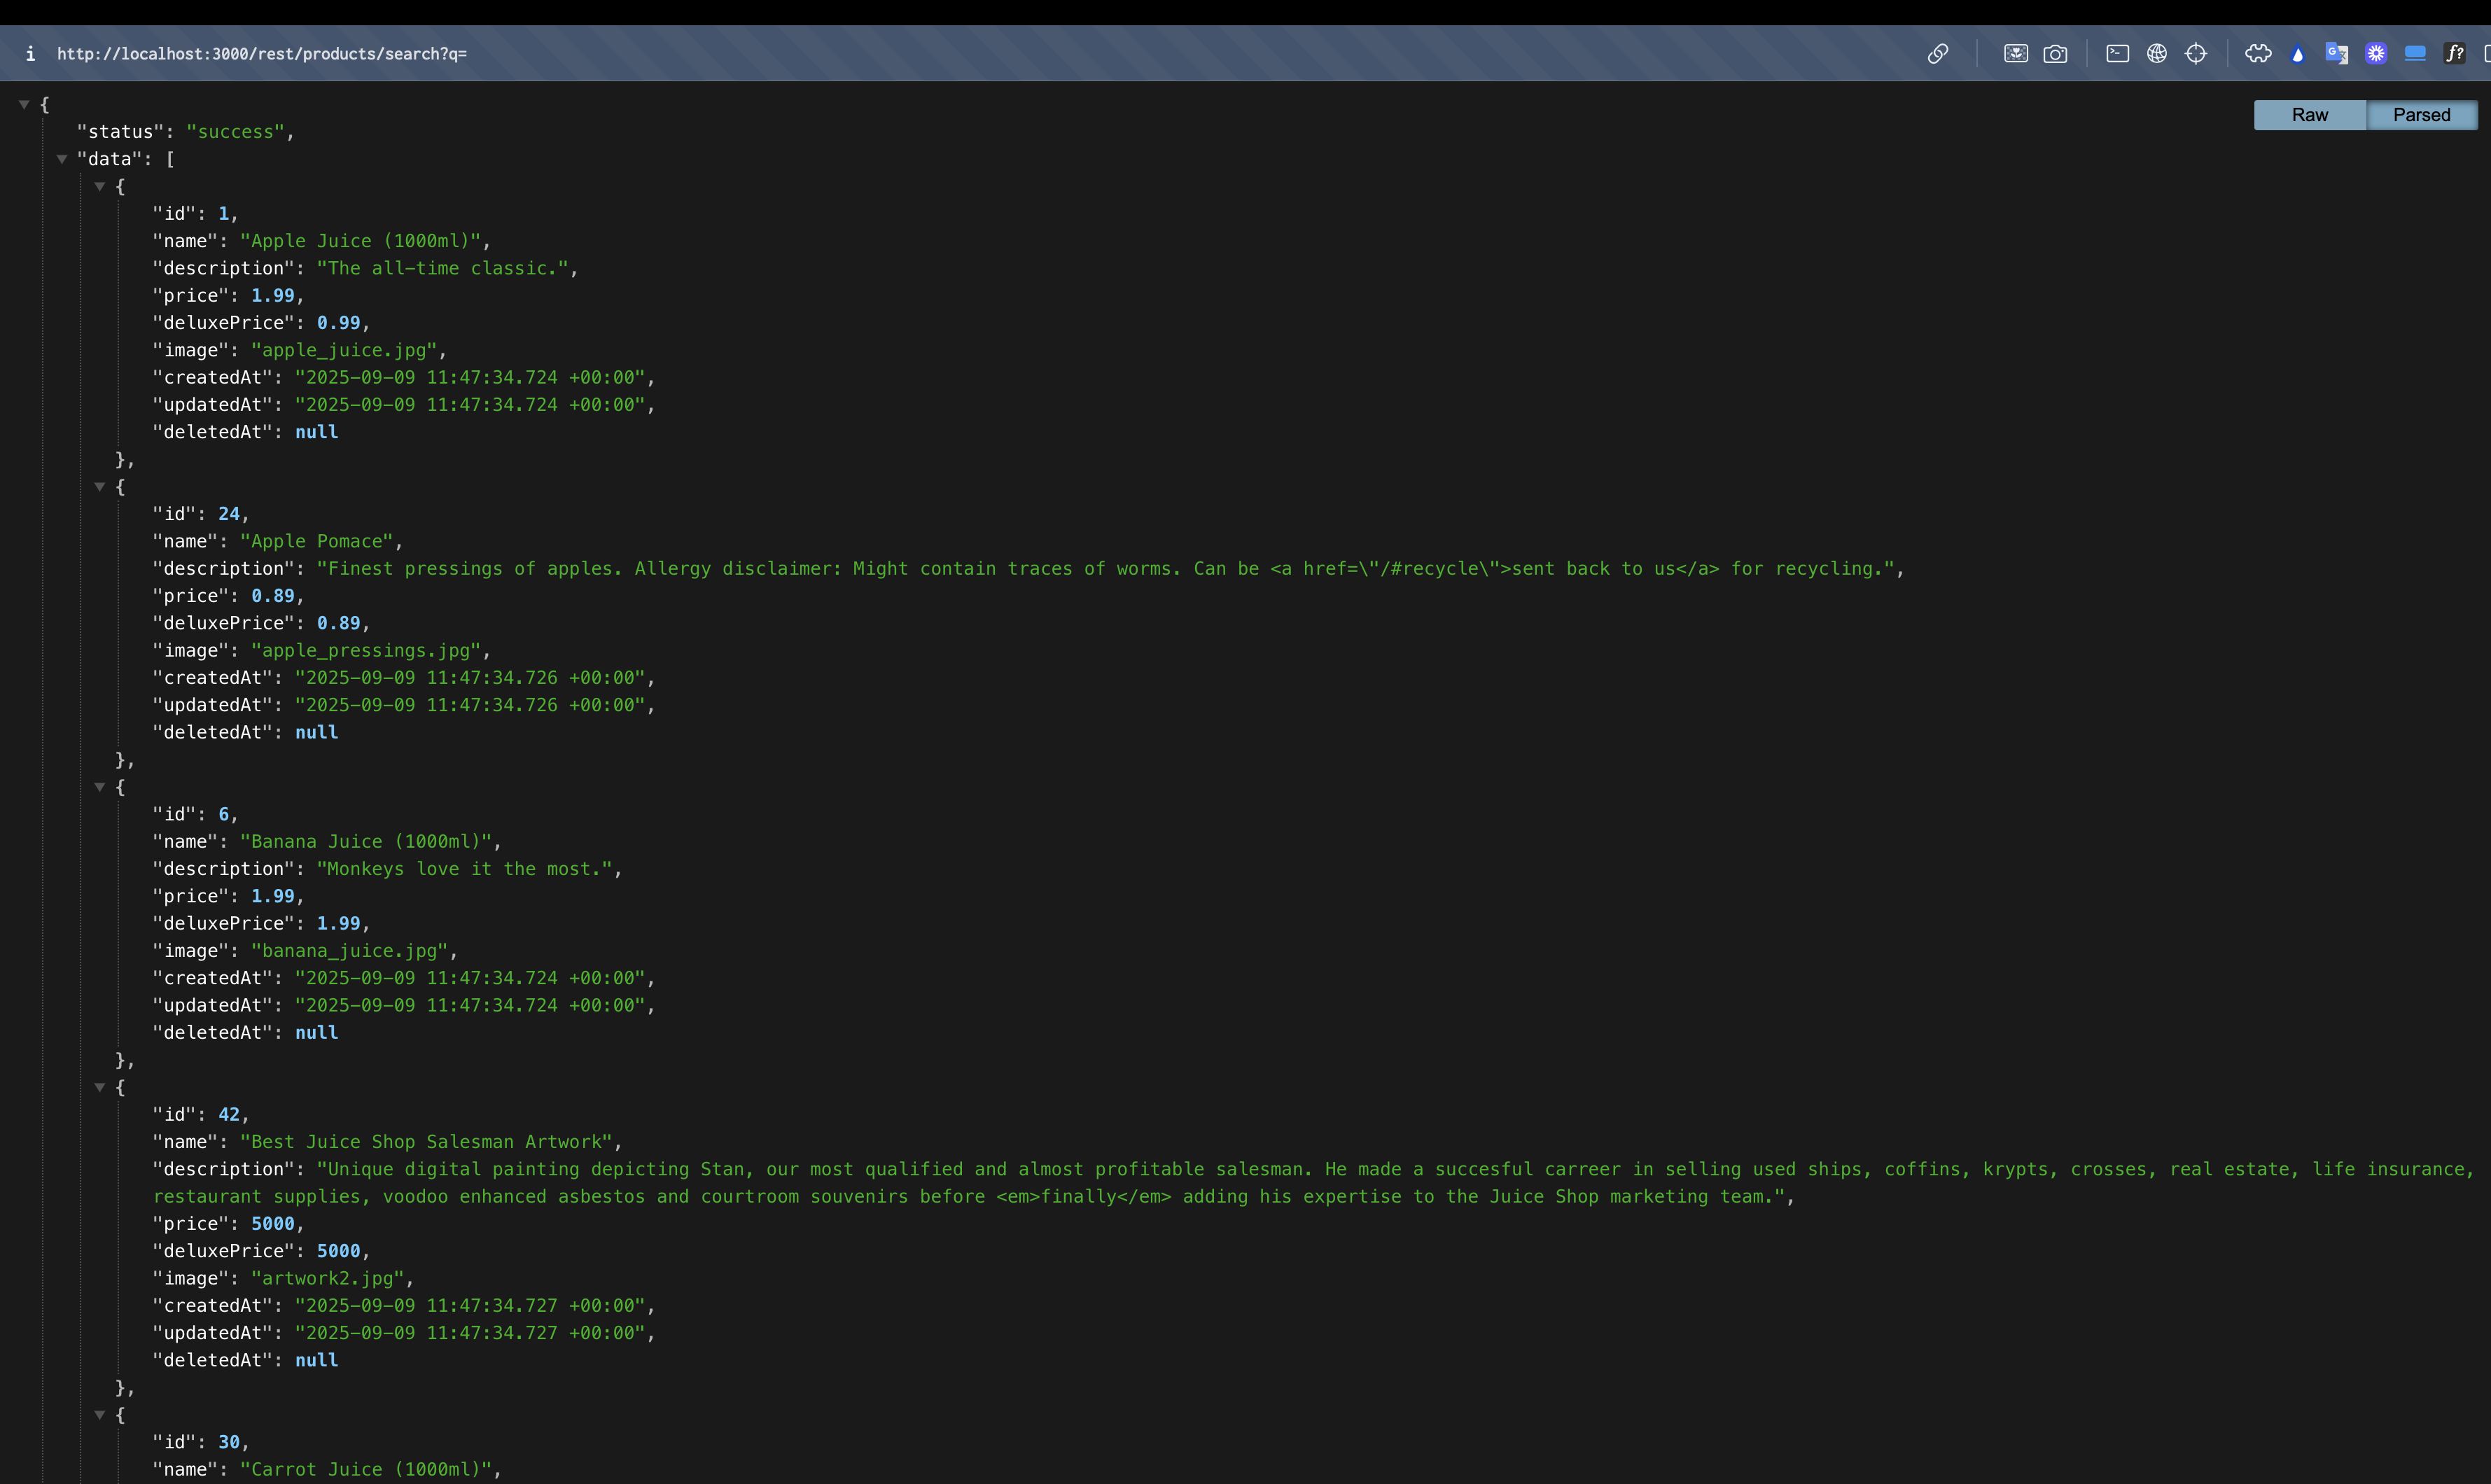 http://localhost:3000/rest/products/search?q=
Raw
Parsed
{
"status": "success",
"data": [
{
"id": 1,
"name": "Apple Juice (1000ml)",
"description": "The all-time classic.",
"price": 1.99,
"deluxePrice": 0.99,
"image": "apple_juice.jpg",
"createdAt": "2025-09-09 11:47:34.724 +00:00",
"updatedAt": "2025-09-09 11:47:34.724 +00:00",
"deletedAt": null
},
{
"id": 24,
"name": "Apple Pomace",
"description": "Finest pressings of apples. Allergy disclaimer: Might contain traces of worms. Can be <a href=\"/#recycle\">sent back to us</a> for recycling.",
"price": 0.89,
"deluxePrice": 0.89,
"image": "apple_pressings.jpg",
"createdAt": "2025-09-09 11:47:34.726 +00:00",
"updatedAt": "2025-09-09 11:47:34.726 +00:00",
"deletedAt": null
},
{
"id": 6,
"name": "Banana Juice (1000ml)",
"description": "Monkeys love it the most.",
"price": 1.99,
"deluxePrice": 1.99,
"image": "banana_juice.jpg",
"createdAt": "2025-09-09 11:47:34.724 +00:00",
"updatedAt": "2025-09-09 11:47:34.724 +00:00",
"deletedAt": null
},
{
"id": 42,
"name": "Best Juice Shop Salesman Artwork",
"description": "Unique digital painting depicting Stan, our most qualified and almost profitable salesman. He made a succesful carreer in selling used ships, coffins, krypts, crosses, real estate, life insurance,
restaurant supplies, voodoo enhanced asbestos and courtroom souvenirs before <em>finally</em> adding his expertise to the Juice Shop marketing team.",
"price": 5000,
"deluxePrice": 5000,
"image": "artwork2.jpg",
"createdAt": "2025-09-09 11:47:34.727 +00:00",
"updatedAt": "2025-09-09 11:47:34.727 +00:00",
"deletedAt": null
},
{
"id": 30,
"name": "Carrot Juice (1000ml)",